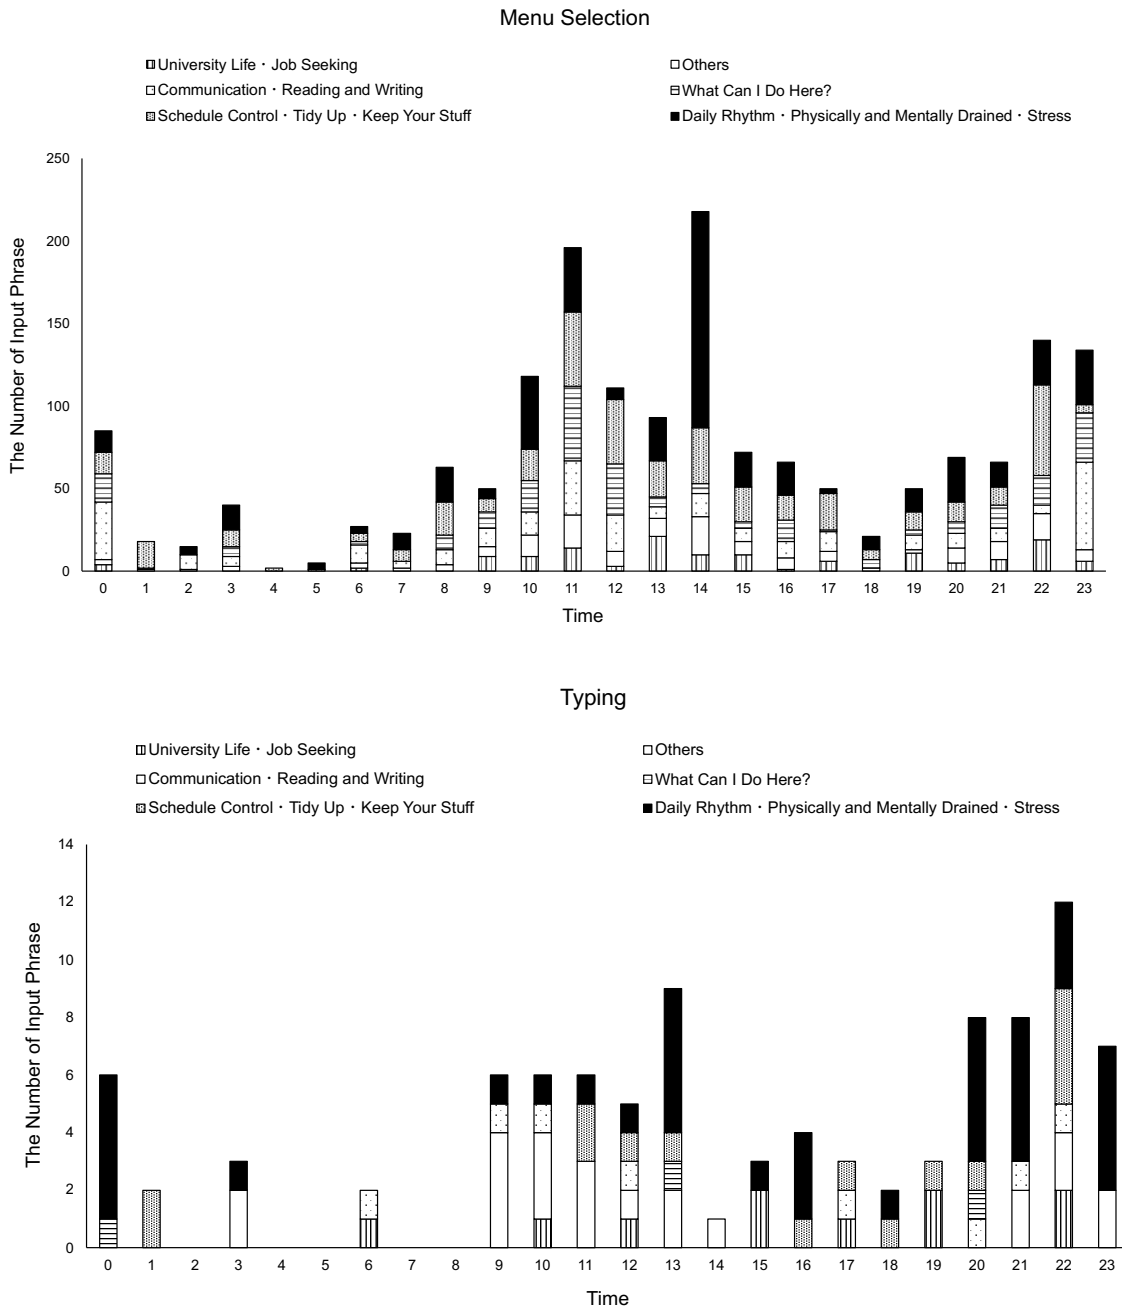 Menu Selection
University Life・Job Seeking
Others
Communication・Reading and Writing
What Can I Do Here?
Schedule Control・Tidy Up・Keep Your Stuff
Daily Rhythm・Physically and Mentally Drained・Stress
The Number of Input Phrase
250
200
150
100
50
0
0 1 2 3 4 5 6 7 8 9 10 11 12 13 14 15 16 17 18 19 20 21 22 23
Time
Typing
University Life・Job Seeking
Others
Communication・Reading and Writing
What Can I Do Here?
Schedule Control・Tidy Up・Keep Your Stuff
Daily Rhythm・Physically and Mentally Drained・Stress
The Number of Input Phrase
14
12
10
8
6
4
2
0
0 1 2 3 4 5 6 7 8 9 10 11 12 13 14 15 16 17 18 19 20 21 22 23
Time